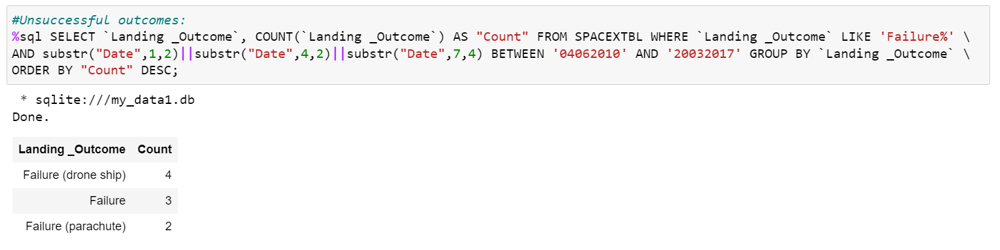 #Unsuccessful outcomes:
%sql SELECT `Landing _Outcome`, COUNT(`Landing _Outcome`) AS "Count" FROM SPACEXTBL WHERE `Landing _Outcome` LIKE 'Failure%' \
AND substr("Date",1,2)||substr("Date",4,2)||substr("Date",7,4) BETWEEN '04062010' AND '20032017' GROUP BY `Landing _Outcome` \
ORDER BY "Count" DESC;
* sqlite:///my_data1.db
Done.
Landing _Outcome Count
Failure (drone ship) 4
Failure 3
Failure (parachute) 2